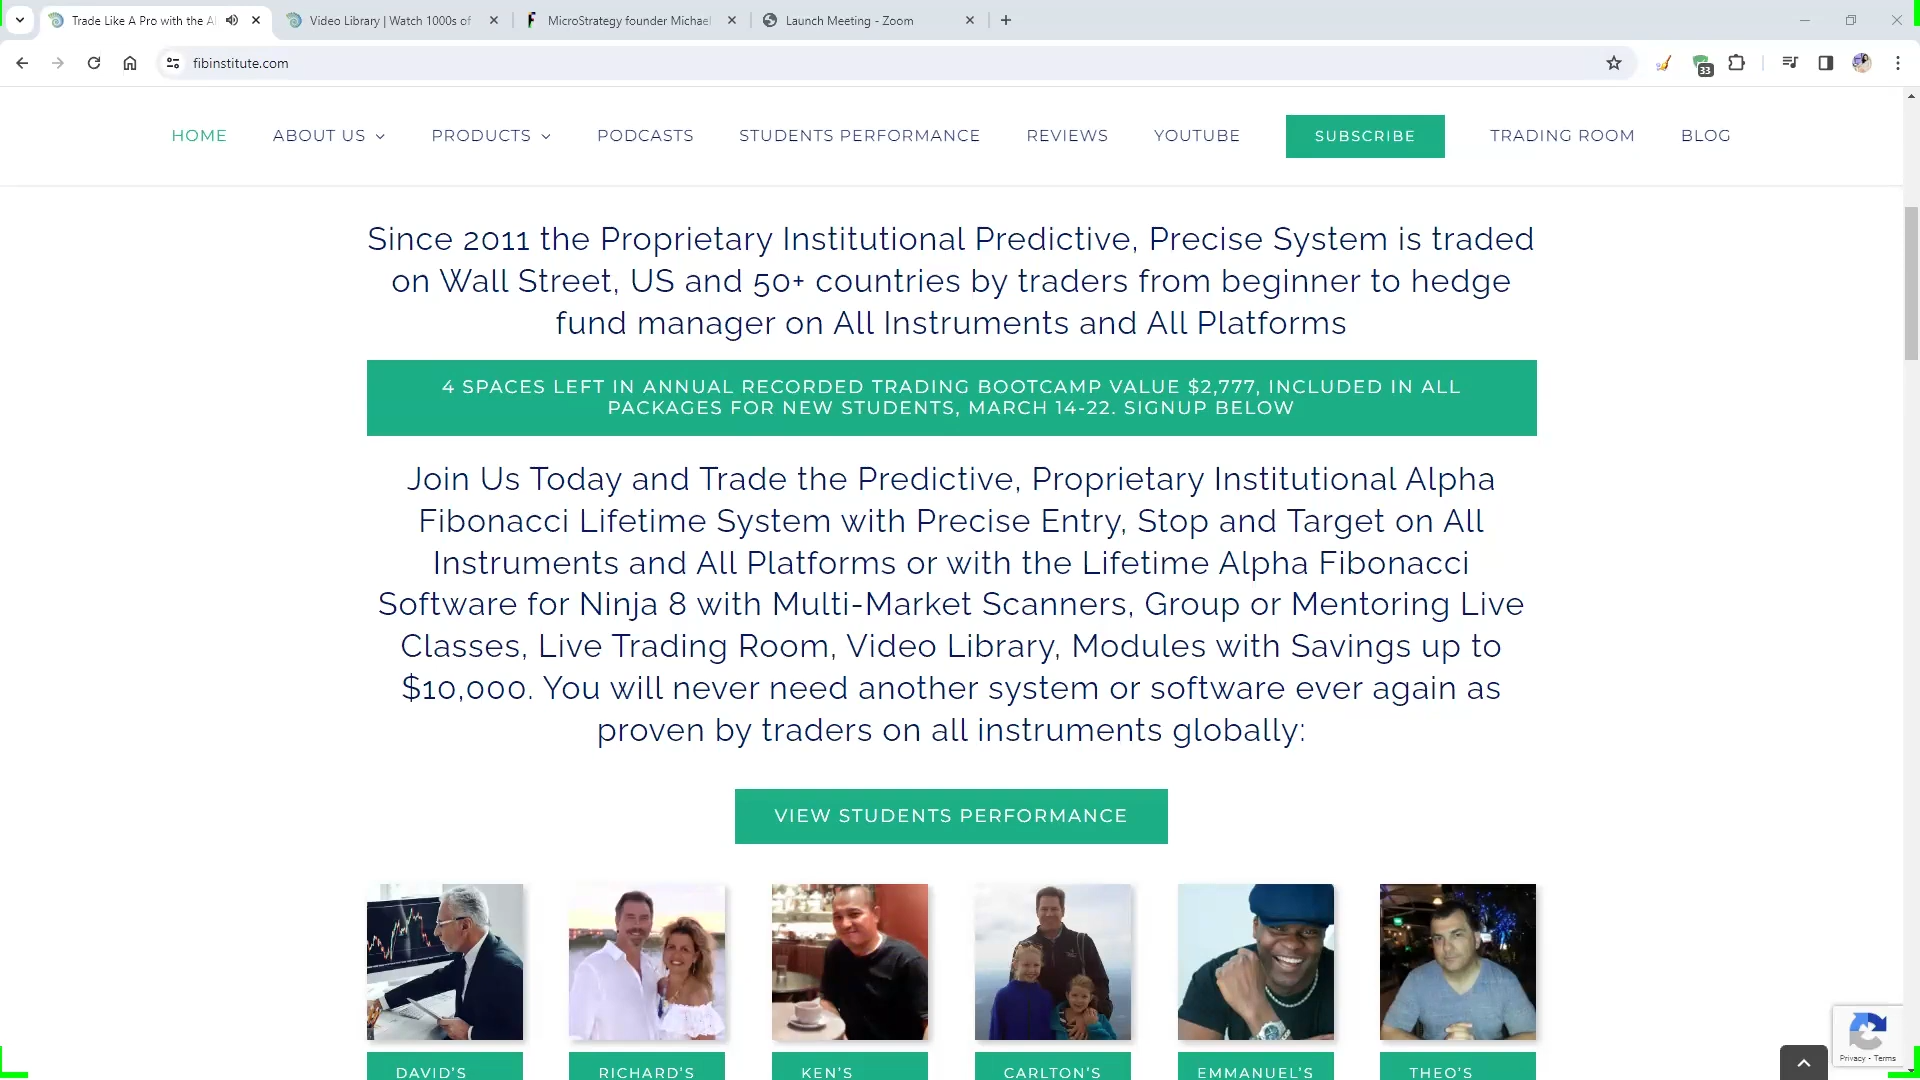 Trade Like A Pro with the Al
Video Library | Watch 1000s of
MicroStrategy founder Michael
Launch Meeting - Zoom
fibinstitute.com
33
HOME
ABOUT US
PRODUCTS
PODCASTS
STUDENTS PERFORMANCE
REVIEWS
YOUTUBE
SUBSCRIBE
TRADING ROOM
BLOG
Since 2011 the Proprietary Institutional Predictive, Precise System is traded
on Wall Street, US and 50+ countries by traders from beginner to hedge
fund manager on All Instruments and All Platforms
4 SPACES LEFT IN ANNUAL RECORDED TRADING BOOTCAMP VALUE $2,777, INCLUDED IN ALL
PACKAGES FOR NEW STUDENTS, MARCH 14-22. SIGNUP BELOW
Join Us Today and Trade the Predictive, Proprietary Institutional Alpha
Fibonacci Lifetime System with Precise Entry, Stop and Target on All
Instruments and All Platforms or with the Lifetime Alpha Fibonacci
Software for Ninja 8 with Multi-Market Scanners, Group or Mentoring Live
Classes, Live Trading Room, Video Library, Modules with Savings up to
$10,000. You will never need another system or software ever again as
proven by traders on all instruments globally:
VIEW STUDENTS PERFORMANCE
DAVID'S
RICHARD'S
KEN'S
CARLTON'S
EMMANUEL'S
THEO'S
Privacy - Terms